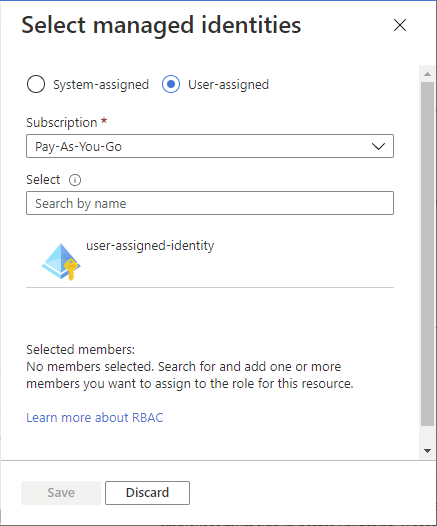 Select managed identities
System-assigned User-assigned
Subscription *
Pay-As-You-Go
Select
Search by name
user-assigned-identity
Selected members:
No members selected. Search for and add one or more
members you want to assign to the role for this resource.
Learn more about RBAC
Save Discard